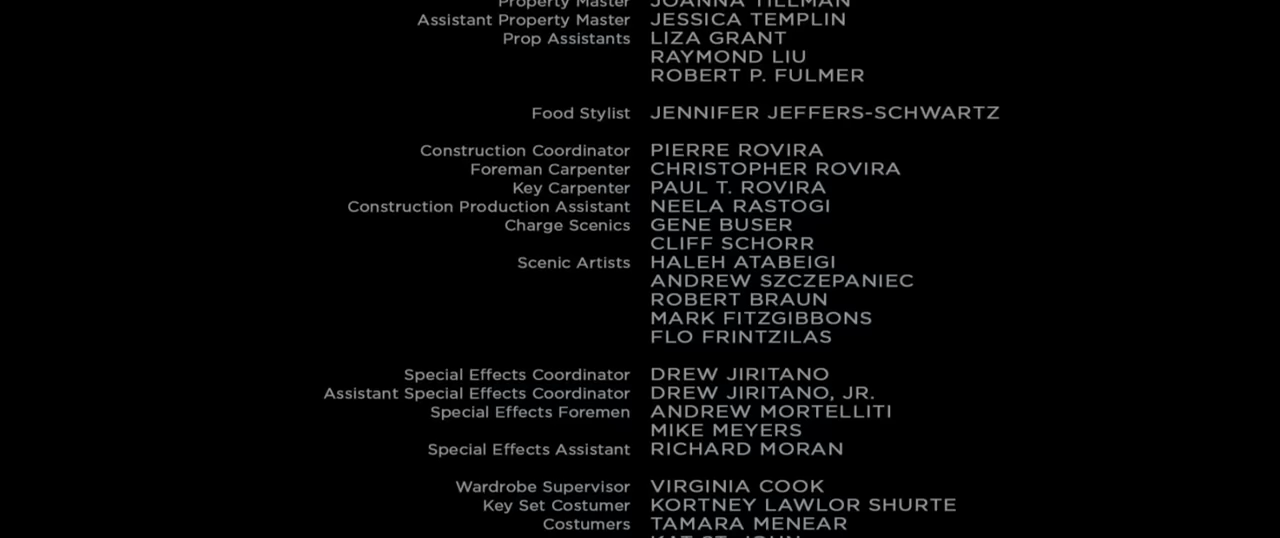 Property Master JOANNA TILLMAN
Assistant Property Master JESSICA TEMPLIN
Prop Assistants LIZA GRANT
RAYMOND LIU
ROBERT P. FULMER
Food Stylist JENNIFER JEFFERS-SCHWARTZ
Construction Coordinator PIERRE ROVIRA
Foreman Carpenter CHRISTOPHER ROVIRA
Key Carpenter PAUL T. ROVIRA
Construction Production Assistant NEELA RASTOGI
Charge Scenics GENE BUSER
CLIFF SCHORR
Scenic Artists HALEH ATABEIGI
ANDREW SZCZEPANIEC
ROBERT BRAUN
MARK FITZGIBBONS
FLO FRINTZILAS
Special Effects Coordinator DREW JIRITANO
Assistant Special Effects Coordinator DREW JIRITANO, JR.
Special Effects Foremen ANDREW MORTELLITI
MIKE MEYERS
Special Effects Assistant RICHARD MORAN
Wardrobe Supervisor VIRGINIA COOK
Key Set Costumer KORTNEY LAWLOR SHURTE
Costumers TAMARA MENEAR